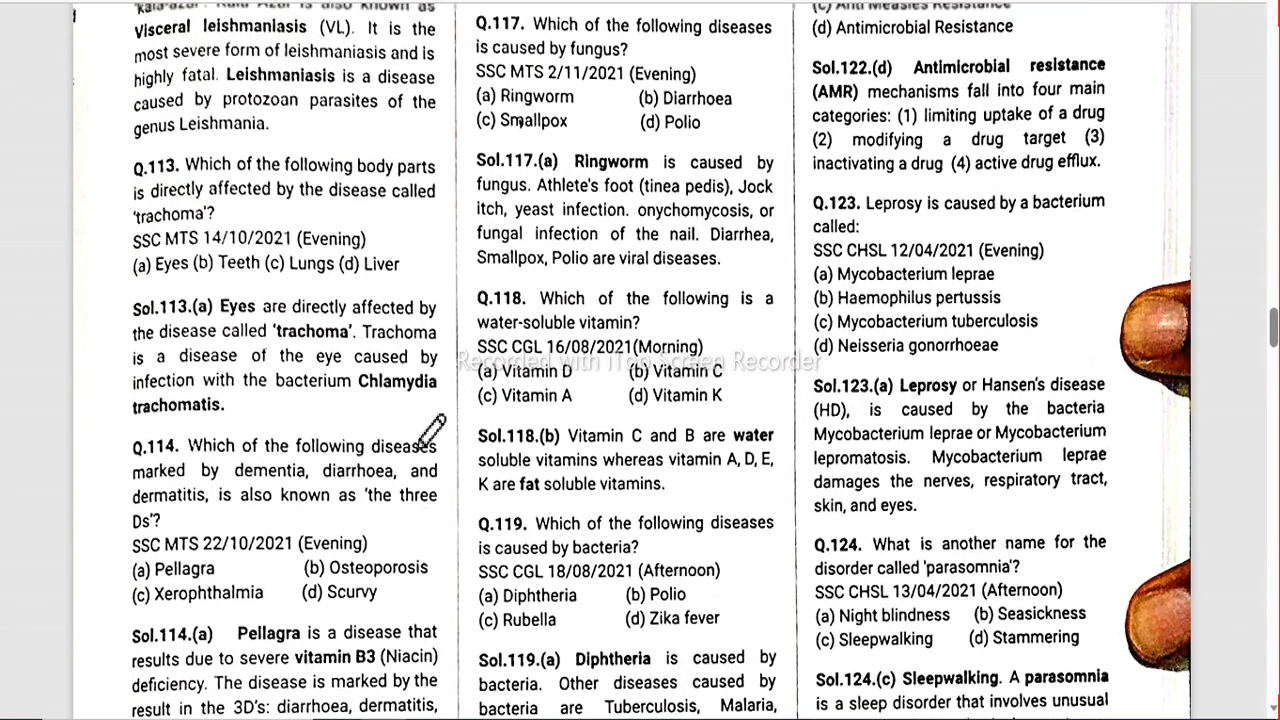 'kala-azar'. Kala Azar is also known as
Visceral leishmaniasis (VL). It is the
most severe form of leishmaniasis and is
highly fatal. Leishmaniasis is a disease
caused by protozoan parasites of the
genus Leishmania.
Q.113. Which of the following body parts
is directly affected by the disease called
'trachoma'?
SSC MTS 14/10/2021 (Evening)
(a) Eyes (b) Teeth (c) Lungs (d) Liver
Sol.113.(a) Eyes are directly affected by
the disease called 'trachoma'. Trachoma
is a disease of the eye caused by
infection with the bacterium Chlamydia
trachomatis.
Q.114. Which of the following diseases
marked by dementia, diarrhoea, and
dermatitis, is also known as 'the three
Ds'?
SSC MTS 22/10/2021 (Evening)
(a) Pellagra (b) Osteoporosis
(c) Xerophthalmia (d) Scurvy
Sol.114.(a) Pellagra is a disease that
results due to severe vitamin B3 (Niacin)
deficiency. The disease is marked by the
result in the 3D's: diarrhoea, dermatitis,
Q.117. Which of the following diseases
is caused by fungus?
SSC MTS 2/11/2021 (Evening)
(a) Ringworm (b) Diarrhoea
(c) Smallpox (d) Polio
Sol.117.(a) Ringworm is caused by
fungus. Athlete's foot (tinea pedis), Jock
itch, yeast infection. onychomycosis, or
fungal infection of the nail. Diarrhea,
Smallpox, Polio are viral diseases.
Q.118. Which of the following is a
water-soluble vitamin?
SSC CGL 16/08/2021(Morning)
Recorded with iTop Screen Recorder
(a) Vitamin D (b) Vitamin C
(c) Vitamin A (d) Vitamin K
Sol.118.(b) Vitamin C and B are water
soluble vitamins whereas vitamin A, D, E,
K are fat soluble vitamins.
Q.119. Which of the following diseases
is caused by bacteria?
SSC CGL 18/08/2021 (Afternoon)
(a) Diphtheria (b) Polio
(c) Rubella (d) Zika fever
Sol.119.(a) Diphtheria is caused by
bacteria. Other diseases caused by
bacteria are Tuberculosis, Malaria,
(c) Anti Measles Resistance
(d) Antimicrobial Resistance
Sol.122.(d) Antimicrobial resistance
(AMR) mechanisms fall into four main
categories: (1) limiting uptake of a drug
(2) modifying a drug target (3)
inactivating a drug (4) active drug efflux.
Q.123. Leprosy is caused by a bacterium
called:
SSC CHSL 12/04/2021 (Evening)
(a) Mycobacterium leprae
(b) Haemophilus pertussis
(c) Mycobacterium tuberculosis
(d) Neisseria gonorrhoeae
Sol.123.(a) Leprosy or Hansen's disease
(HD), is caused by the bacteria
Mycobacterium leprae or Mycobacterium
lepromatosis. Mycobacterium leprae
damages the nerves, respiratory tract,
skin, and eyes.
Q.124. What is another name for the
disorder called 'parasomnia'?
SSC CHSL 13/04/2021 (Afternoon)
(a) Night blindness (b) Seasickness
(c) Sleepwalking (d) Stammering
Sol.124.(c) Sleepwalking. A parasomnia
is a sleep disorder that involves unusual